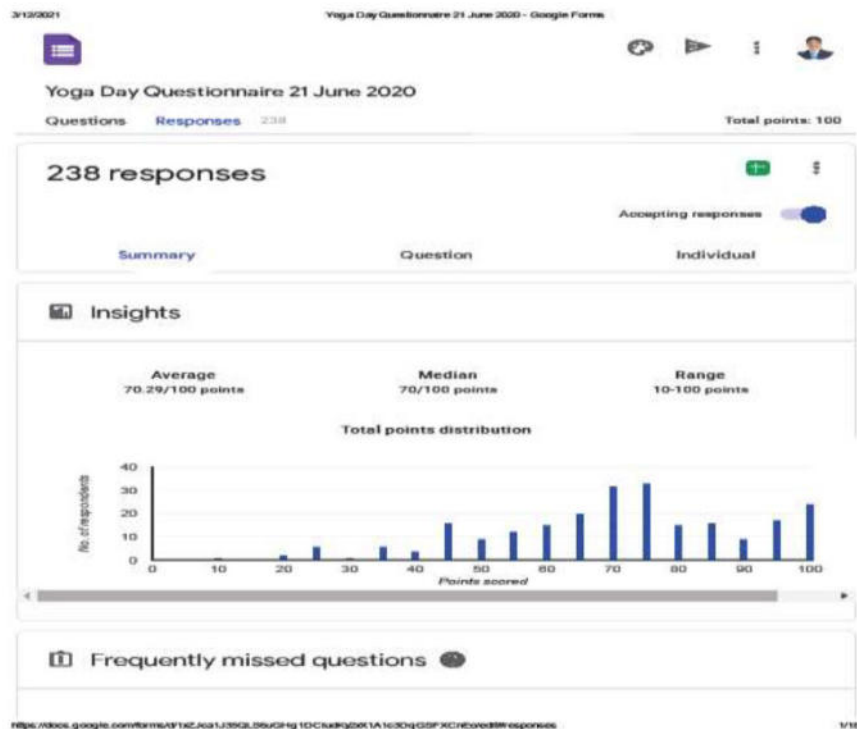 3/12/2021 Yoga Day Questionnaire 21 June 2020 - Google Forms
Yoga Day Questionnaire 21 June 2020
Questions Responses 238 Total points: 100
238 responses
Accepting responses
Summary Question Individual
Insights
Average Median Range
70.29/100 points 70/100 points 10-100 points
Total points distribution
No. of respondents
40
30
20
10
0
0 10 20 30 40 50 60 70 80 90 100
Points scored
Frequently missed questions